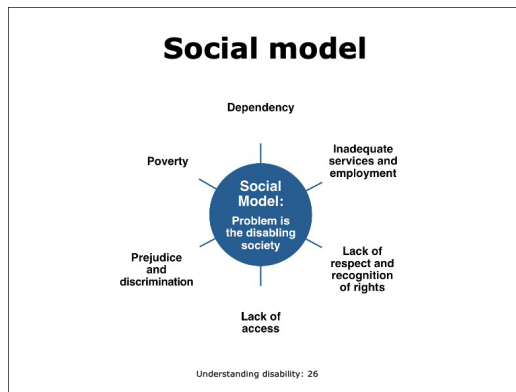 Social model
Dependency
Inadequate
services and
employment
Poverty
Social
Model:
Problem is
the disabling
society
Lack of
respect and
recognition
of rights
Prejudice
and
discrimination
Lack of
access
Understanding disability: 26